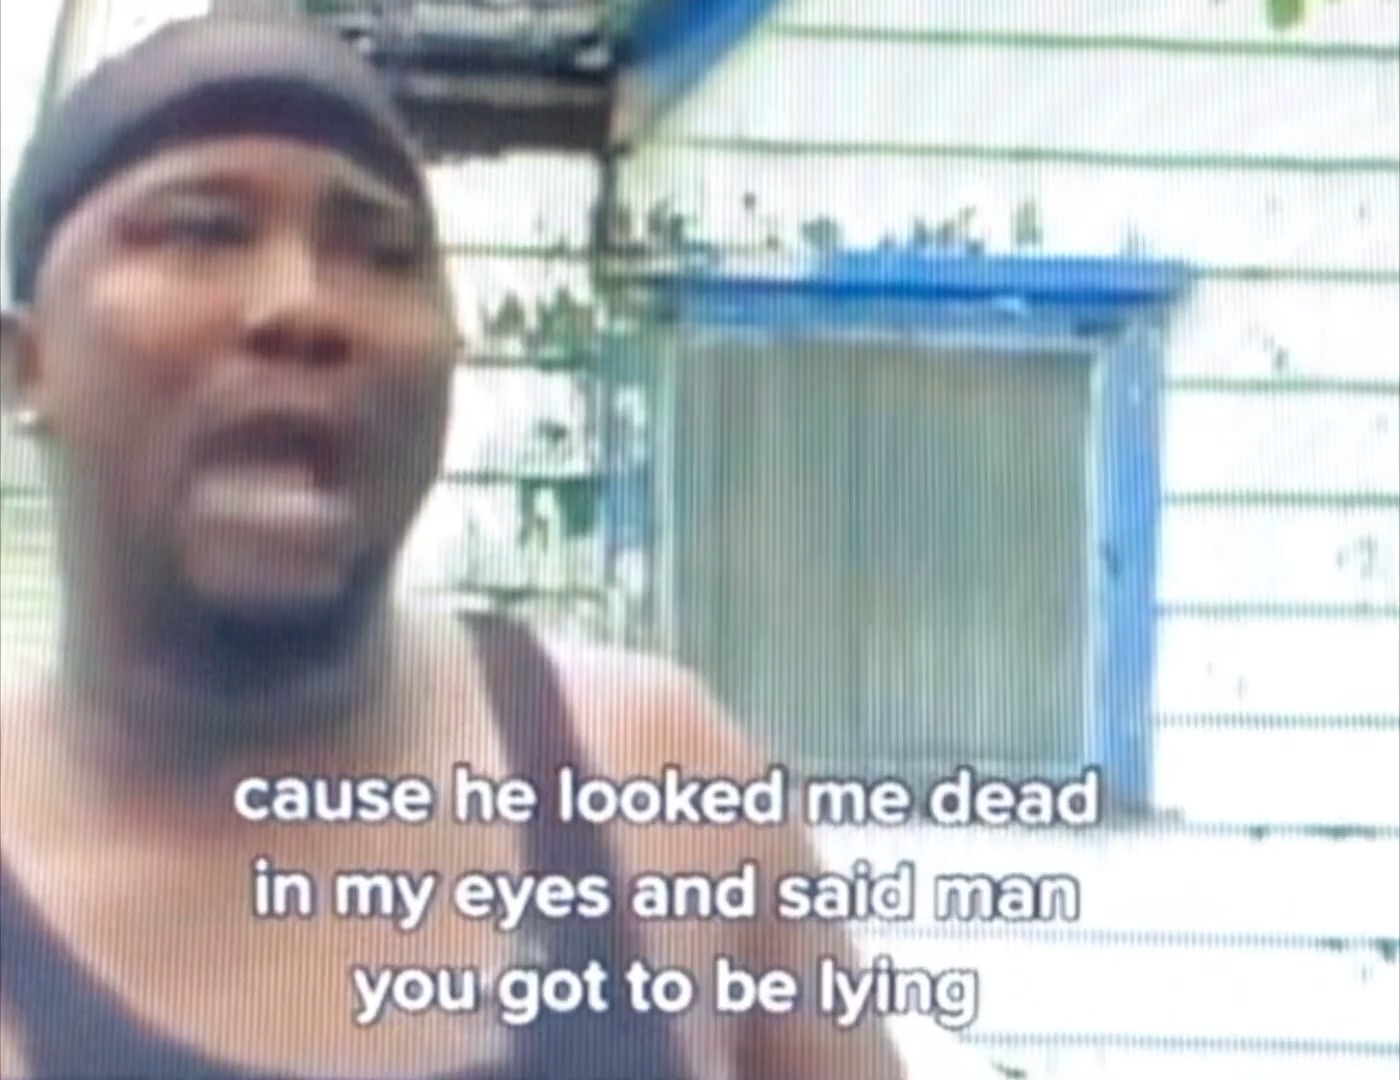 cause he looked me dead
in my eyes and said man
you got to be lying